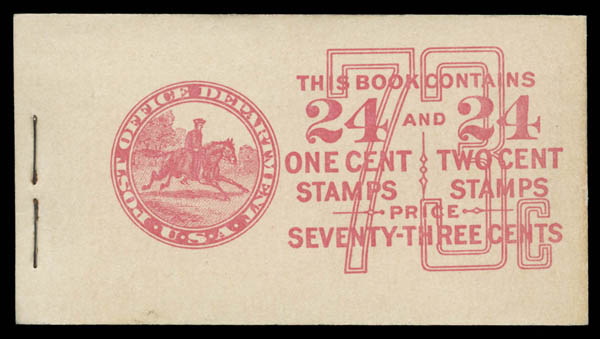 POST OFFICE DEPARTMENT
U.S.A.
73c
THIS BOOK CONTAINS
24 AND 24
ONE CENT TWO CENT
STAMPS STAMPS
PRICE
SEVENTY-THREE CENTS